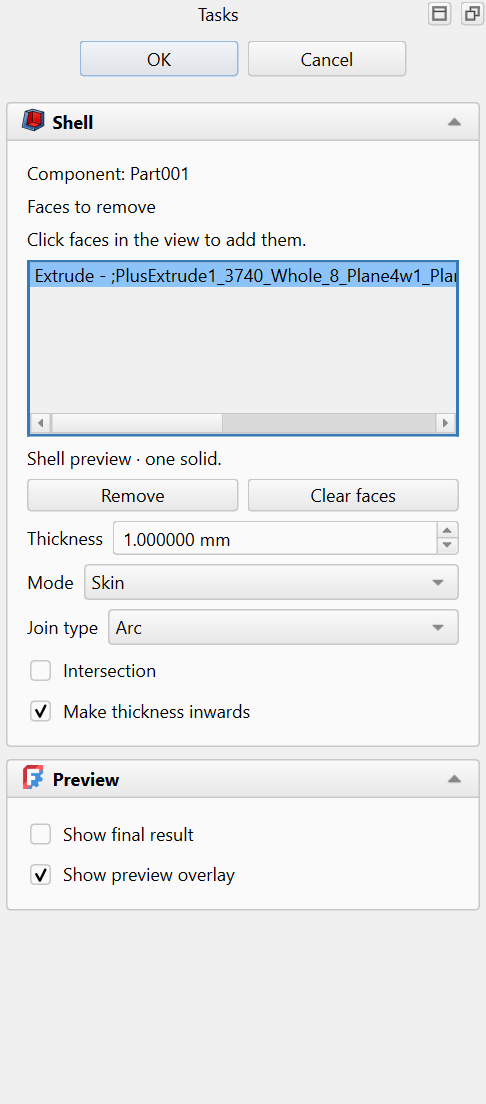 Tasks
OK
Cancel
Shell
Component: Part001
Faces to remove
Click faces in the view to add them.
Extrude - ;PlusExtrude1_3740_Whole_8_Plane4w1_Plan
Shell preview · one solid.
Remove
Clear faces
Thickness
1.000000 mm
Mode
Skin
Join type
Arc
Intersection
Make thickness inwards
Preview
Show final result
Show preview overlay